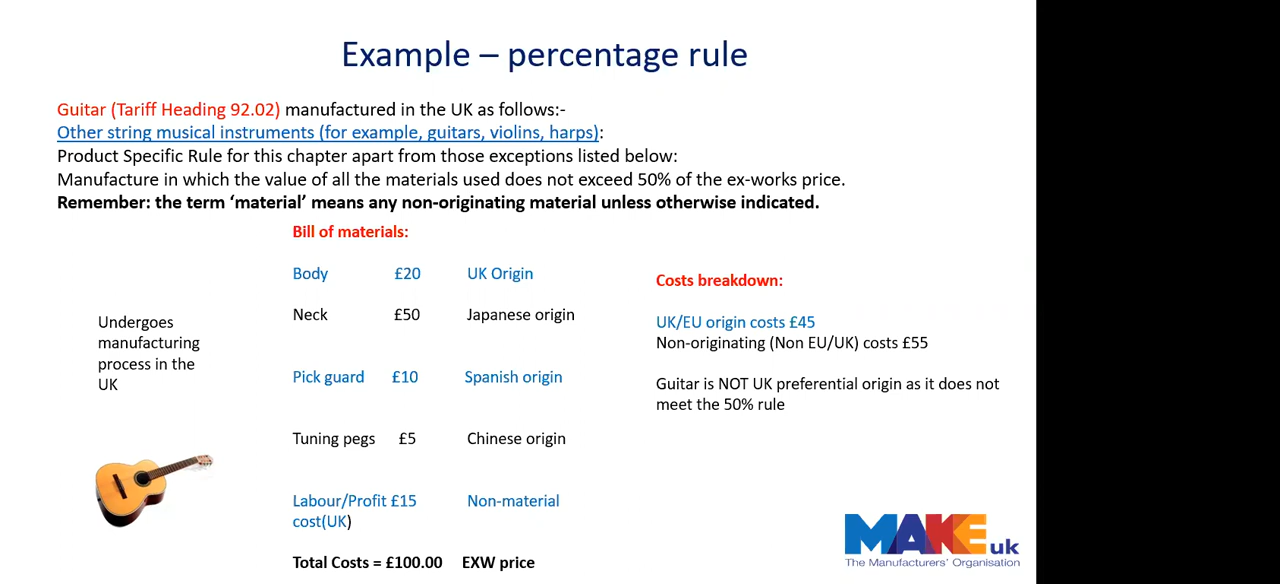 Example – percentage rule
Guitar (Tariff Heading 92.02) manufactured in the UK as follows:-
Other string musical instruments (for example, guitars, violins, harps):
Product Specific Rule for this chapter apart from those exceptions listed below:
Manufacture in which the value of all the materials used does not exceed 50% of the ex-works price.
Remember: the term ‘material’ means any non-originating material unless otherwise indicated.
Undergoes
manufacturing
process in the
UK
Bill of materials:
Body £20 UK Origin
Neck £50 Japanese origin
Pick guard £10 Spanish origin
Tuning pegs £5 Chinese origin
Labour/Profit £15 Non-material
cost(UK)
Total Costs = £100.00 EXW price
Costs breakdown:
UK/EU origin costs £45
Non-originating (Non EU/UK) costs £55
Guitar is NOT UK preferential origin as it does not
meet the 50% rule
MAKE uk
The Manufacturers' Organisation